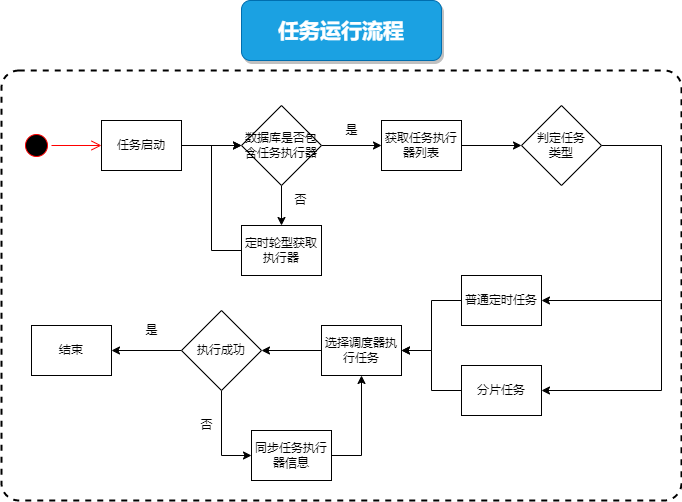 任务运行流程
任务启动
数据库是否包
含任务执行器
是
获取任务执行
器列表
判定任务
类型
否
定时轮型获取
执行器
普通定时任务
是
结束
执行成功
选择调度器执
行任务
分片任务
否
同步任务执行
器信息